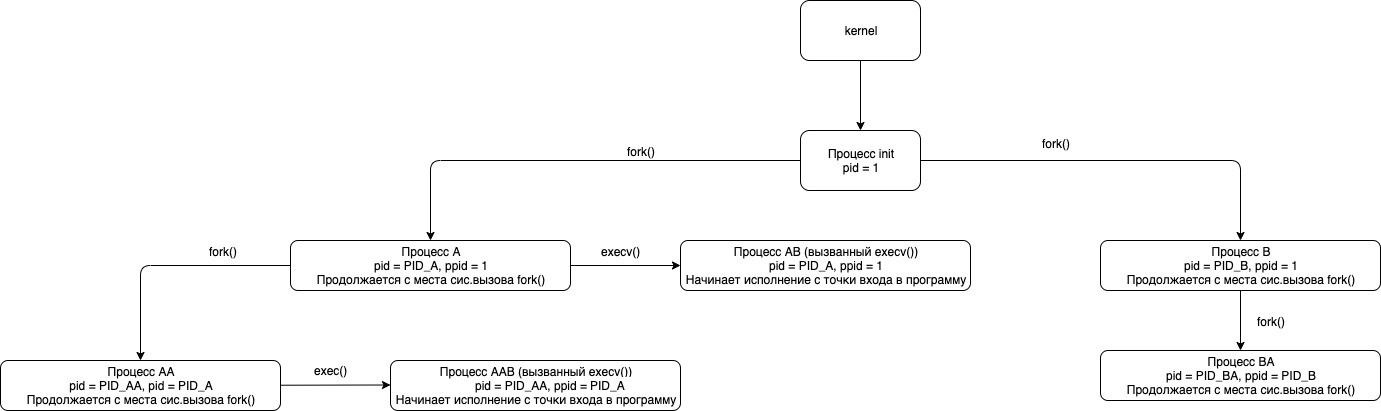 kernel
Процесс init
pid = 1
fork()
fork()
Процесс A
pid = PID_A, ppid = 1
Продолжается с места сис.вызова fork()
execv()
Процесс AB (вызванный execv())
pid = PID_A, ppid = 1
Начинает исполнение с точки входа в программу
Процесс B
pid = PID_B, ppid = 1
Продолжается с места сис.вызова fork()
fork()
fork()
Процесс AA
pid = PID_AA, pid = PID_A
Продолжается с места сис.вызова fork()
exec()
Процесс AAB (вызванный execv())
pid = PID_AA, ppid = PID_A
Начинает исполнение с точки входа в программу
Процесс BA
pid = PID_BA, ppid = PID_B
Продолжается с места сис.вызова fork()